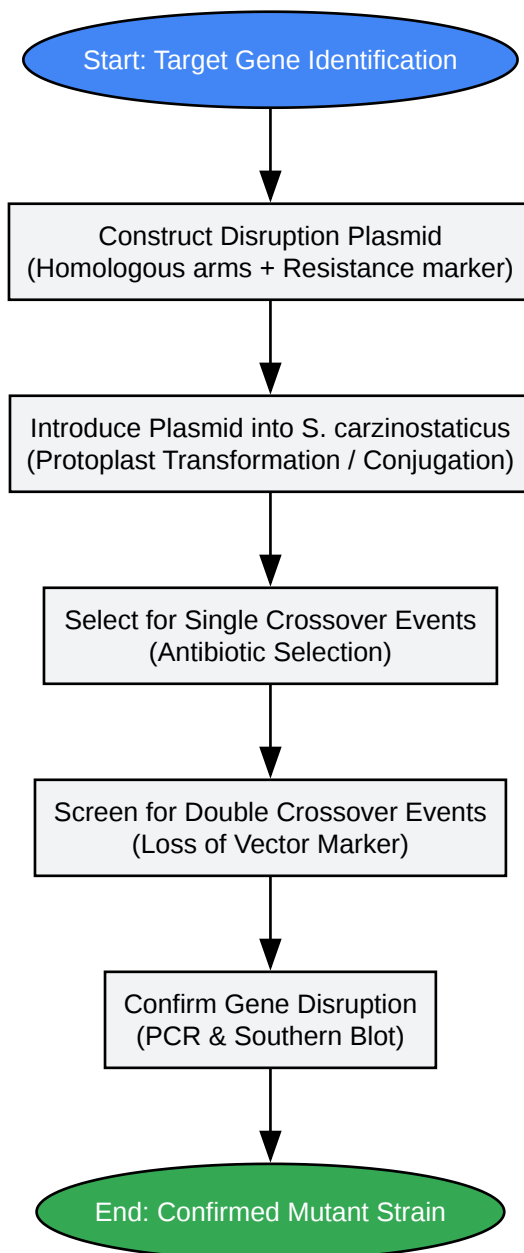 Start: Target Gene Identification
Construct Disruption Plasmid
(Homologous arms + Resistance marker)
Introduce Plasmid into S. carzinostaticus
(Protoplast Transformation / Conjugation)
Select for Single Crossover Events
(Antibiotic Selection)
Screen for Double Crossover Events
(Loss of Vector Marker)
Confirm Gene Disruption
(PCR & Southern Blot)
End: Confirmed Mutant Strain